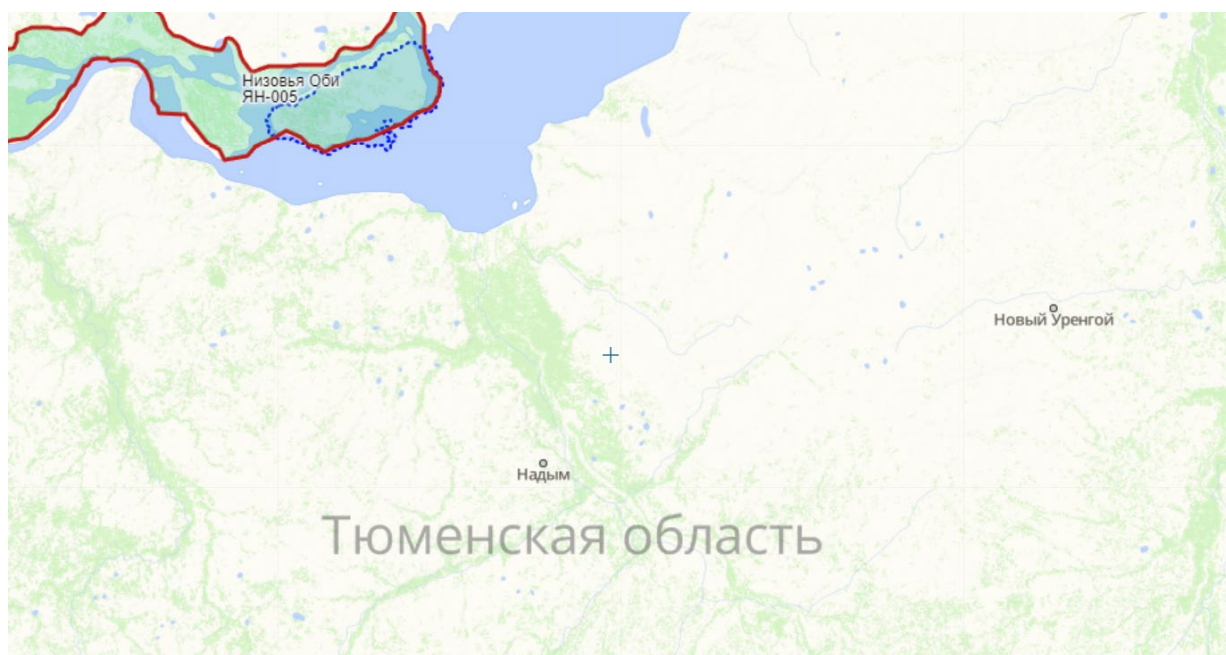 Низовья Оби
ЯН-005
Новый Уренгой
Надым
Тюменская область